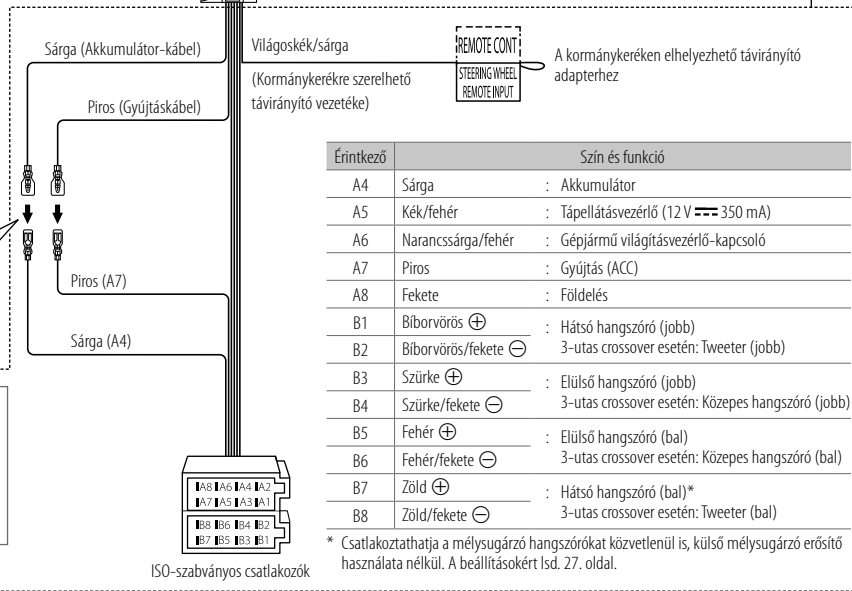 Sárga (Akkumulátor-kábel)
Világoskék/sárga
(Kormánykerékre szerelhető
távirányító vezetéke)
REMOTE CONT
STEERING WHEEL
REMOTE INPUT
A kormánykeréken elhelyezhető távirányító
adapterhez
Piros (Gyújtáskábel)
Piros (A7)
Sárga (A4)
Érintkező Szín és funkció
A4 Sárga : Akkumulátor
A5 Kék/fehér : Tápellátásvezérlő (12 V ⎓ 350 mA)
A6 Narancssárga/fehér : Gépjármű világításvezérlő-kapcsoló
A7 Piros : Gyújtás (ACC)
A8 Fekete : Földelés
B1 Bíborvörös ⊕ : Hátsó hangszóró (jobb)
B2 Bíborvörös/fekete ⊖ 3-utas crossover esetén: Tweeter (jobb)
B3 Szürke ⊕ : Elülső hangszóró (jobb)
B4 Szürke/fekete ⊖ 3-utas crossover esetén: Közepes hangszóró (jobb)
B5 Fehér ⊕ : Elülső hangszóró (bal)
B6 Fehér/fekete ⊖ 3-utas crossover esetén: Közepes hangszóró (bal)
B7 Zöld ⊕ : Hátsó hangszóró (bal)*
B8 Zöld/fekete ⊖ 3-utas crossover esetén: Tweeter (bal)
* Csatlakoztathatja a mélysugárzó hangszórókat közvetlenül is, külső mélysugárzó erősítő
használata nélkül. A beállításokért lsd. 27. oldal.
A8 A6 A4 A2
A7 A5 A3 A1
B8 B6 B4 B2
B7 B5 B3 B1
ISO-szabványos csatlakozók